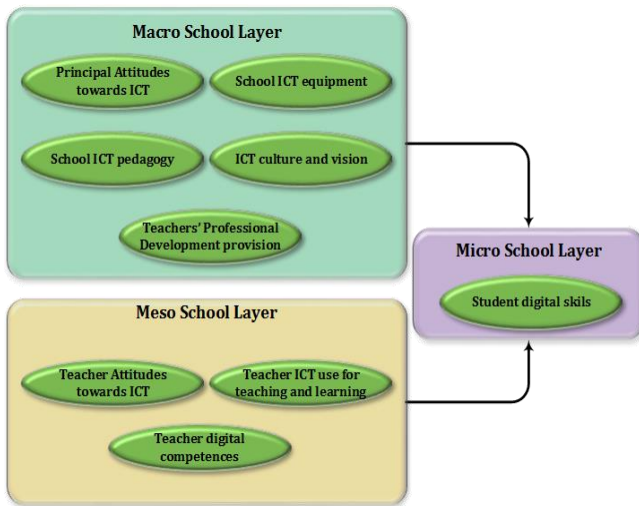 Macro School Layer
Principal Attitudes
towards ICT
School ICT equipment
School ICT pedagogy
ICT culture and vision
Teachers' Professional
Development provision
Micro School Layer
Student digital skils
Meso School Layer
Teacher Attitudes
towards ICT
Teacher ICT use for
teaching and learning
Teacher digital
competences